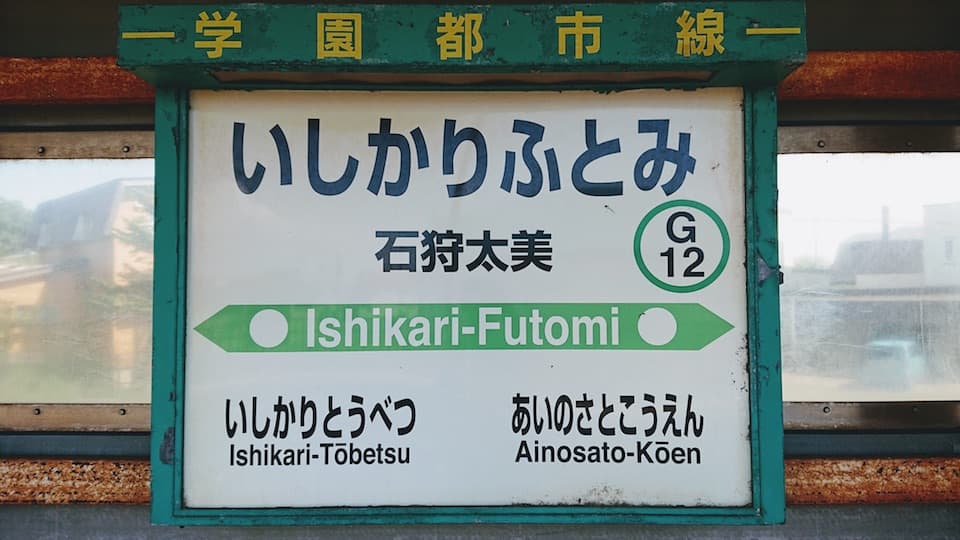 学園都市線
いしかりふとみ
石狩太美
G
12
Ishikari-Futomi
いしかりとうべつ
Ishikari-Tōbetsu
あいのさとこうえん
Ainosato-Kōen